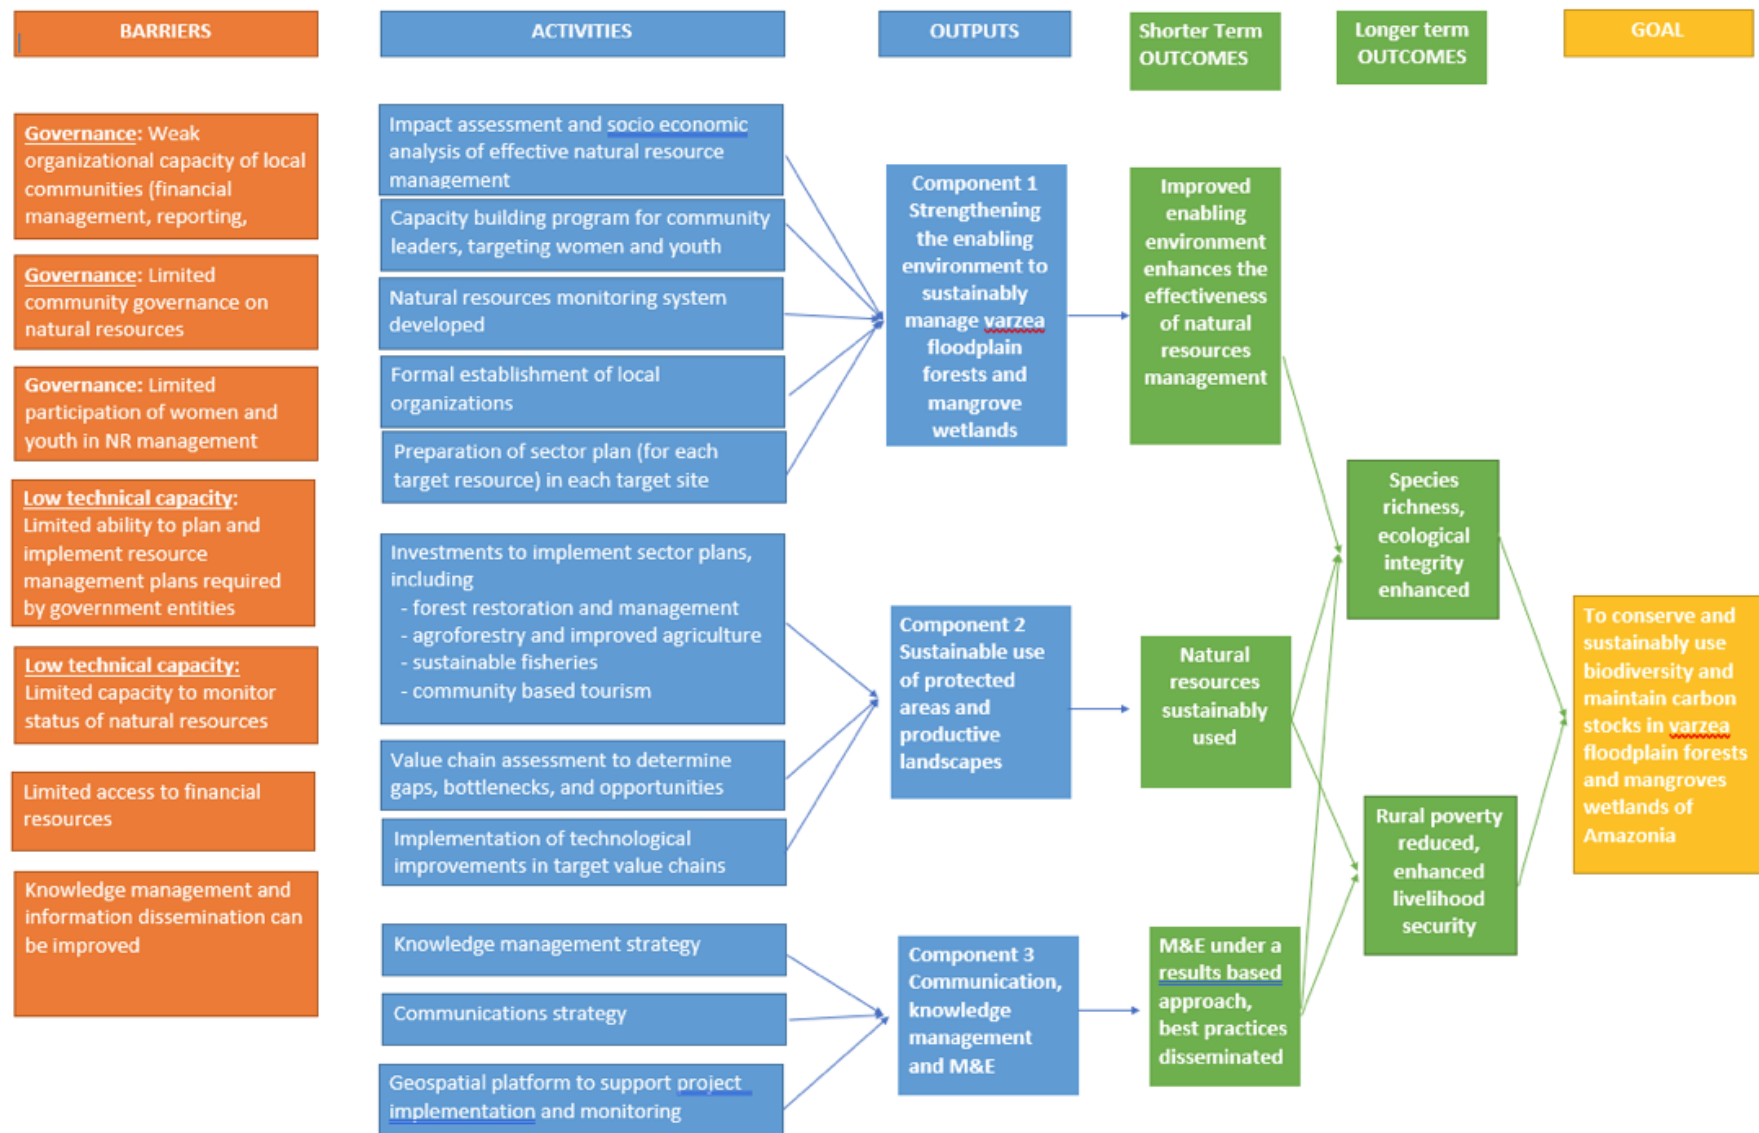 BARRIERS
ACTIVITIES
OUTPUTS
Shorter Term
OUTCOMES
Longer term
OUTCOMES
GOAL
Governance: Weak
organizational capacity of local
communities (financial
management, reporting,
Governance: Limited
community governance on
natural resources
Governance: Limited
participation of women and
youth in NR management
Low technical capacity:
Limited ability to plan and
implement resource
management plans required
by government entities
Low technical capacity:
Limited capacity to monitor
status of natural resources
Limited access to financial
resources
Knowledge management and
information dissemination can
be improved
Impact assessment and socio economic
analysis of effective natural resource
management
Capacity building program for community
leaders, targeting women and youth
Natural resources monitoring system
developed
Formal establishment of local
organizations
Preparation of sector plan (for each
target resource) in each target site
Investments to implement sector plans,
including
- forest restoration and management
- agroforestry and improved agriculture
- sustainable fisheries
- community based tourism
Value chain assessment to determine
gaps, bottlenecks, and opportunities
Implementation of technological
improvements in target value chains
Knowledge management strategy
Communications strategy
Geospatial platform to support project
implementation and monitoring
Component 1
Strengthening
the enabling
environment to
sustainably
manage varzea
floodplain
forests and
mangrove
wetlands
Component 2
Sustainable use
of protected
areas and
productive
landscapes
Component 3
Communication,
knowledge
management
and M&E
Improved
enabling
environment
enhances the
effectiveness
of natural
resources
management
Natural
resources
sustainably
used
M&E under a
results based
approach,
best practices
disseminated
Species
richness,
ecological
integrity
enhanced
Rural poverty
reduced,
enhanced
livelihood
security
To conserve and
sustainably use
biodiversity and
maintain carbon
stocks in varzea
floodplain forests
and mangroves
wetlands of
Amazonia